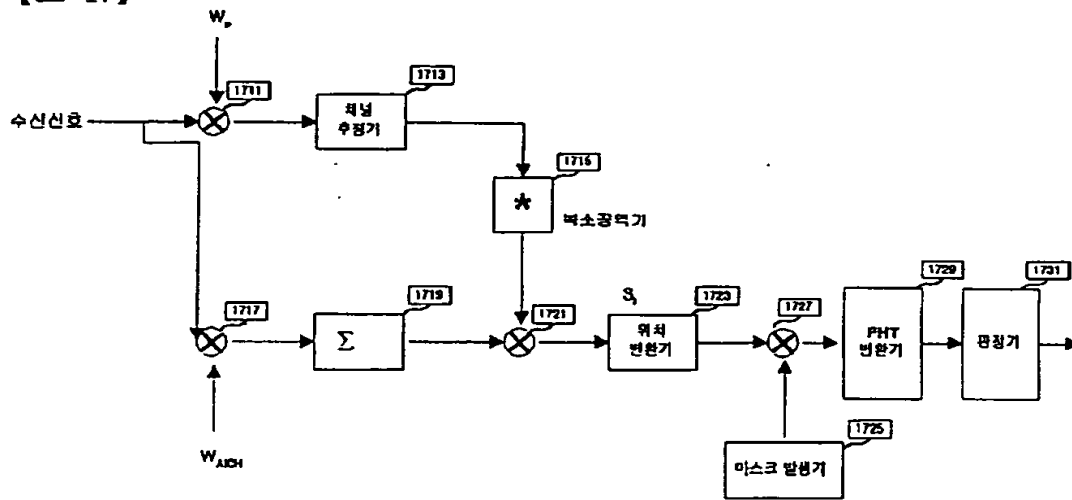 W_P
1711
1713
채널
추정기
수신신호
1715
*
복소공액기
1717
1719
Σ
1721
S_i
1723
위치
변환기
1727
1729
FHT
변환기
1731
판정기
W_AICH
1725
마스크 발생기